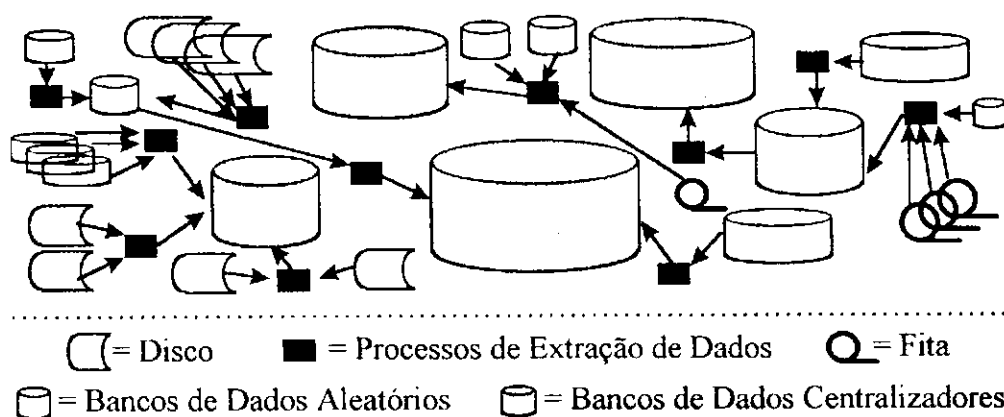 = Disco = Processos de Extração de Dados = Fita
= Bancos de Dados Aleatórios = Bancos de Dados Centralizadores